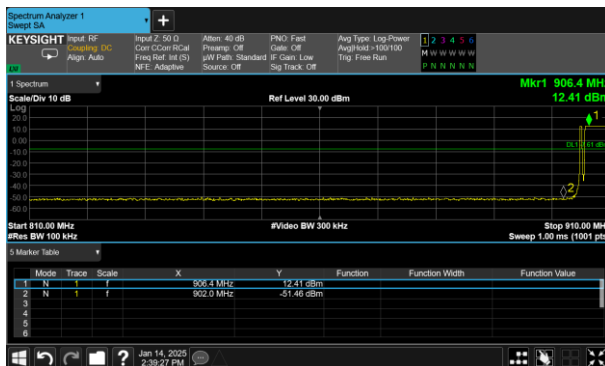 Spectrum Analyzer 1
Swept SA
+
KEYSIGHT Input: RF Input Z: 50 Ω Atten: 40 dB PNO: Fast Avg Type: Log-Power 1 2 3 4 5 6
Coupling: DC Corr CCorr RCal Preamp: Off Gate: Off Avg|Hold:>100/100 M W W W W W
Align: Auto Freq Ref: Int (S) µW Path: Standard IF Gain: Low Trig: Free Run
NFE: Adaptive Source: Off Sig Track: Off P N N N N N
1 Spectrum Mkr1 906.4 MHz
Scale/Div 10 dB Ref Level 30.00 dBm 12.41 dBm
Log
20.0
10.0
0.00
-10.0
-20.0
-30.0
-40.0
-50.0
-60.0
1
2
Start 810.00 MHz #Video BW 300 kHz Stop 910.00 MHz
#Res BW 100 kHz Sweep 1.00 ms (1001 pts
5 Marker Table
Mode Trace Scale X Y Function Function Width Function Value
1 N 1 f 906.4 MHz 12.41 dBm
2 N 1 f 902.0 MHz -51.46 dBm
3
4
5
6
? Jan 14, 2025
2:39:27 PM